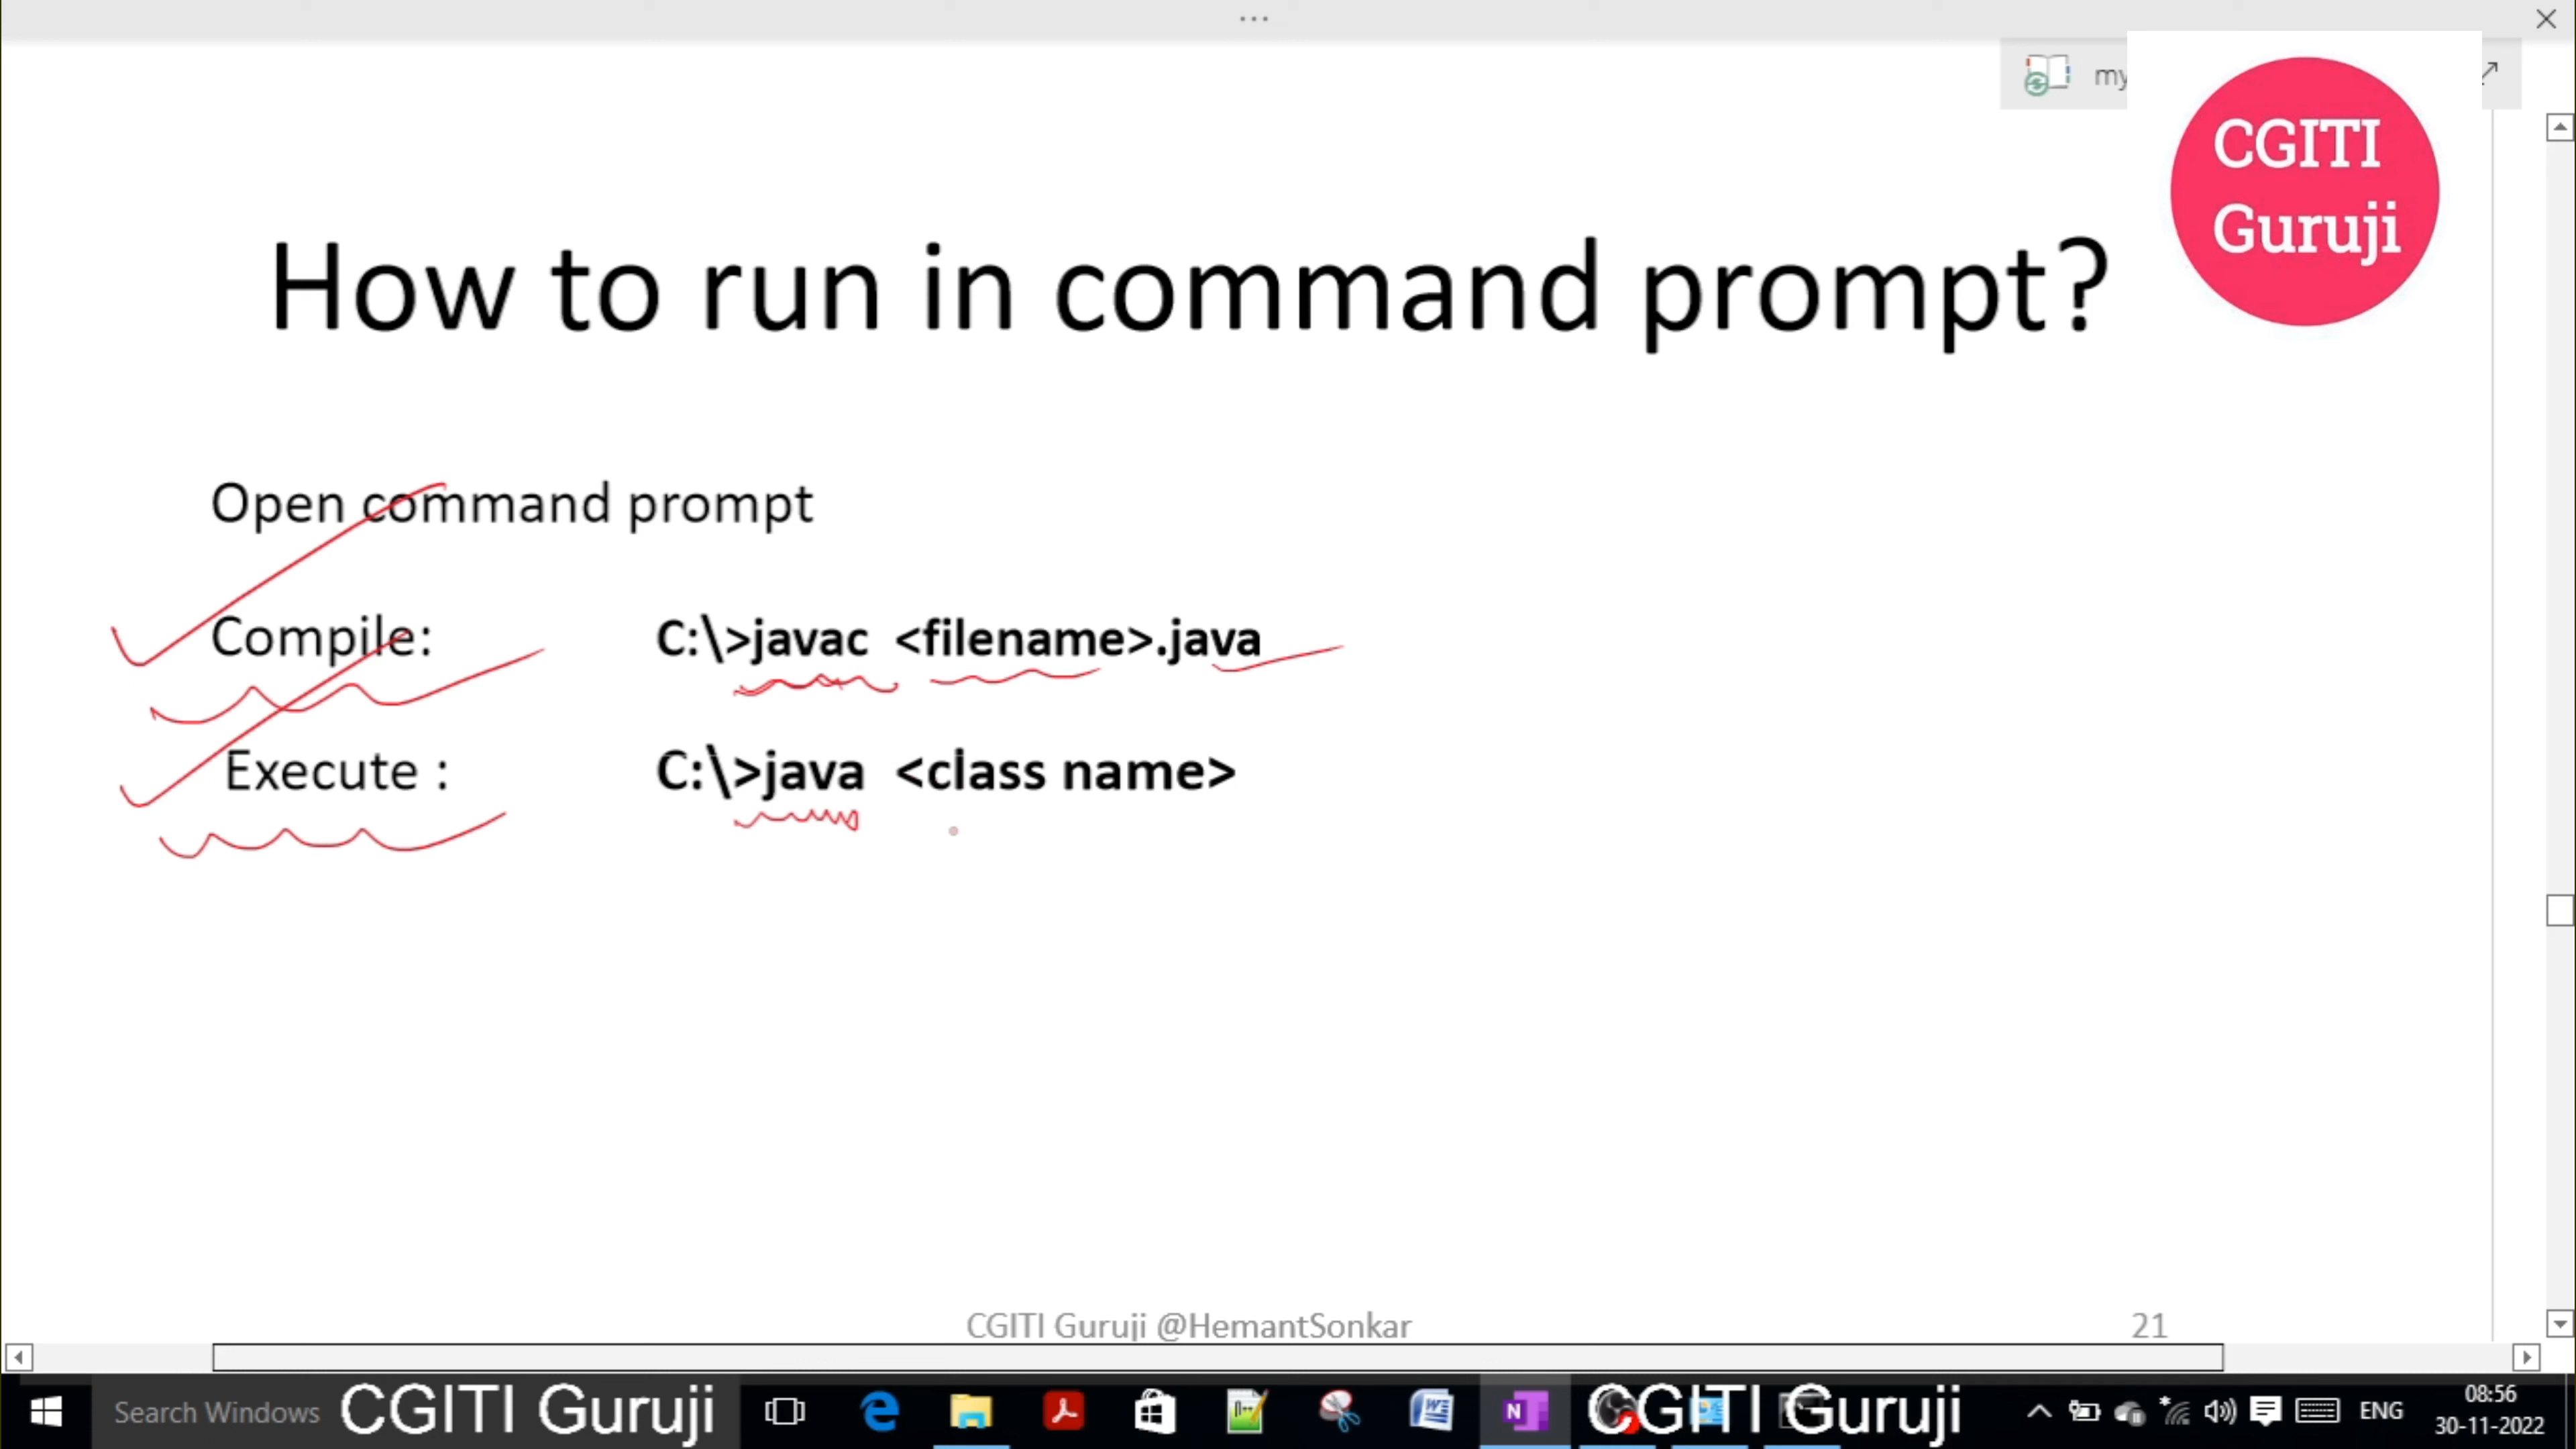 CGITI
Guruji
How to run in command prompt?
Open command prompt
Compile: C:\>javac <filename>.java
Execute : C:\>java <class name>
CGITI Guruji @HemantSonkar 21
Search Windows CGITI Guruji CGITI Guruji ENG 08:56
30-11-2022